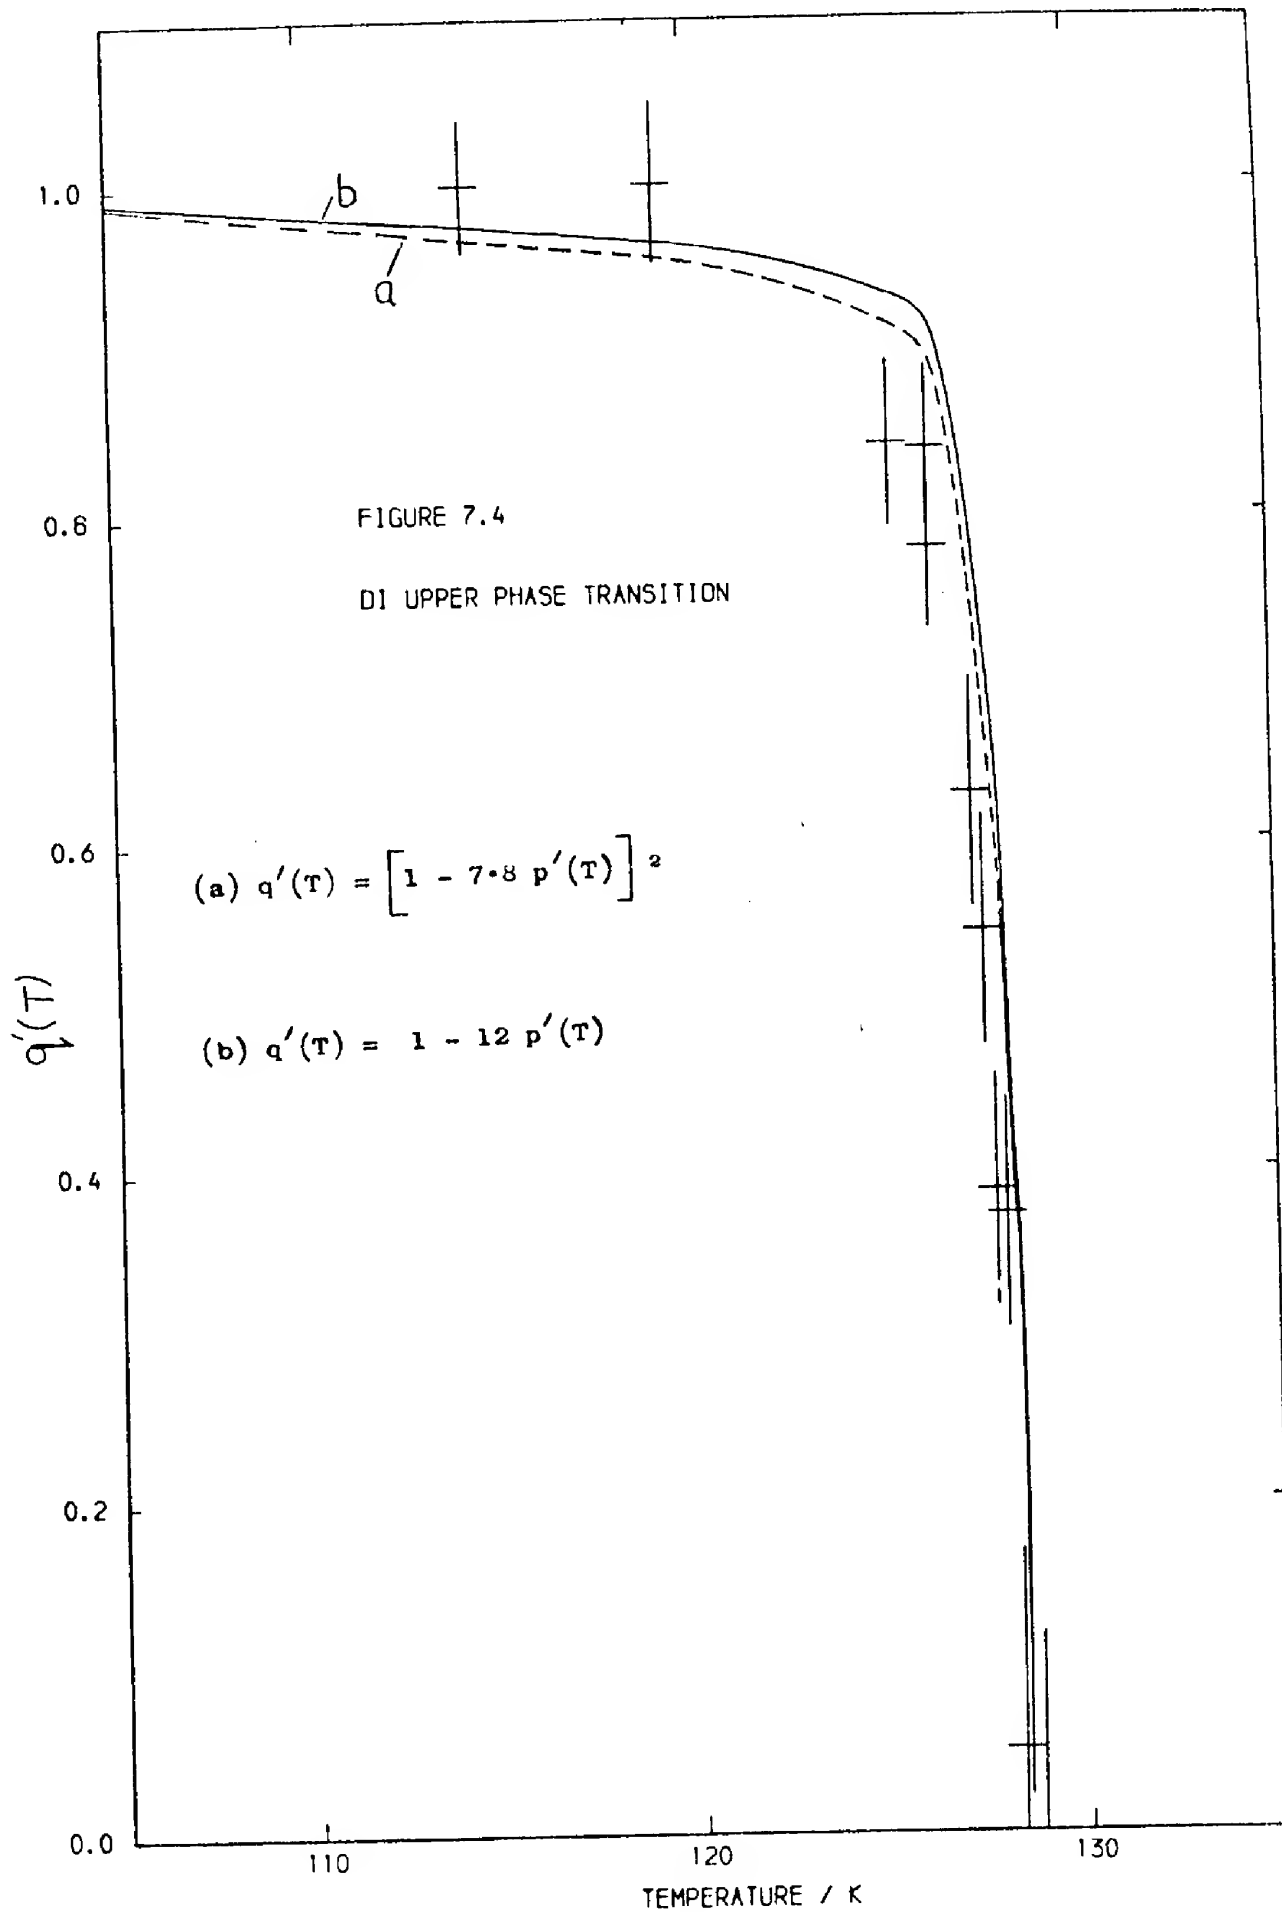 1.0
b
a
0.8
FIGURE 7.4
DI UPPER PHASE TRANSITION
0.6
(a) q′(T) = [1 - 7·8 p′(T)]²
q′(T)
(b) q′(T) = 1 - 12 p′(T)
0.4
0.2
0.0
110 120 130
TEMPERATURE / K